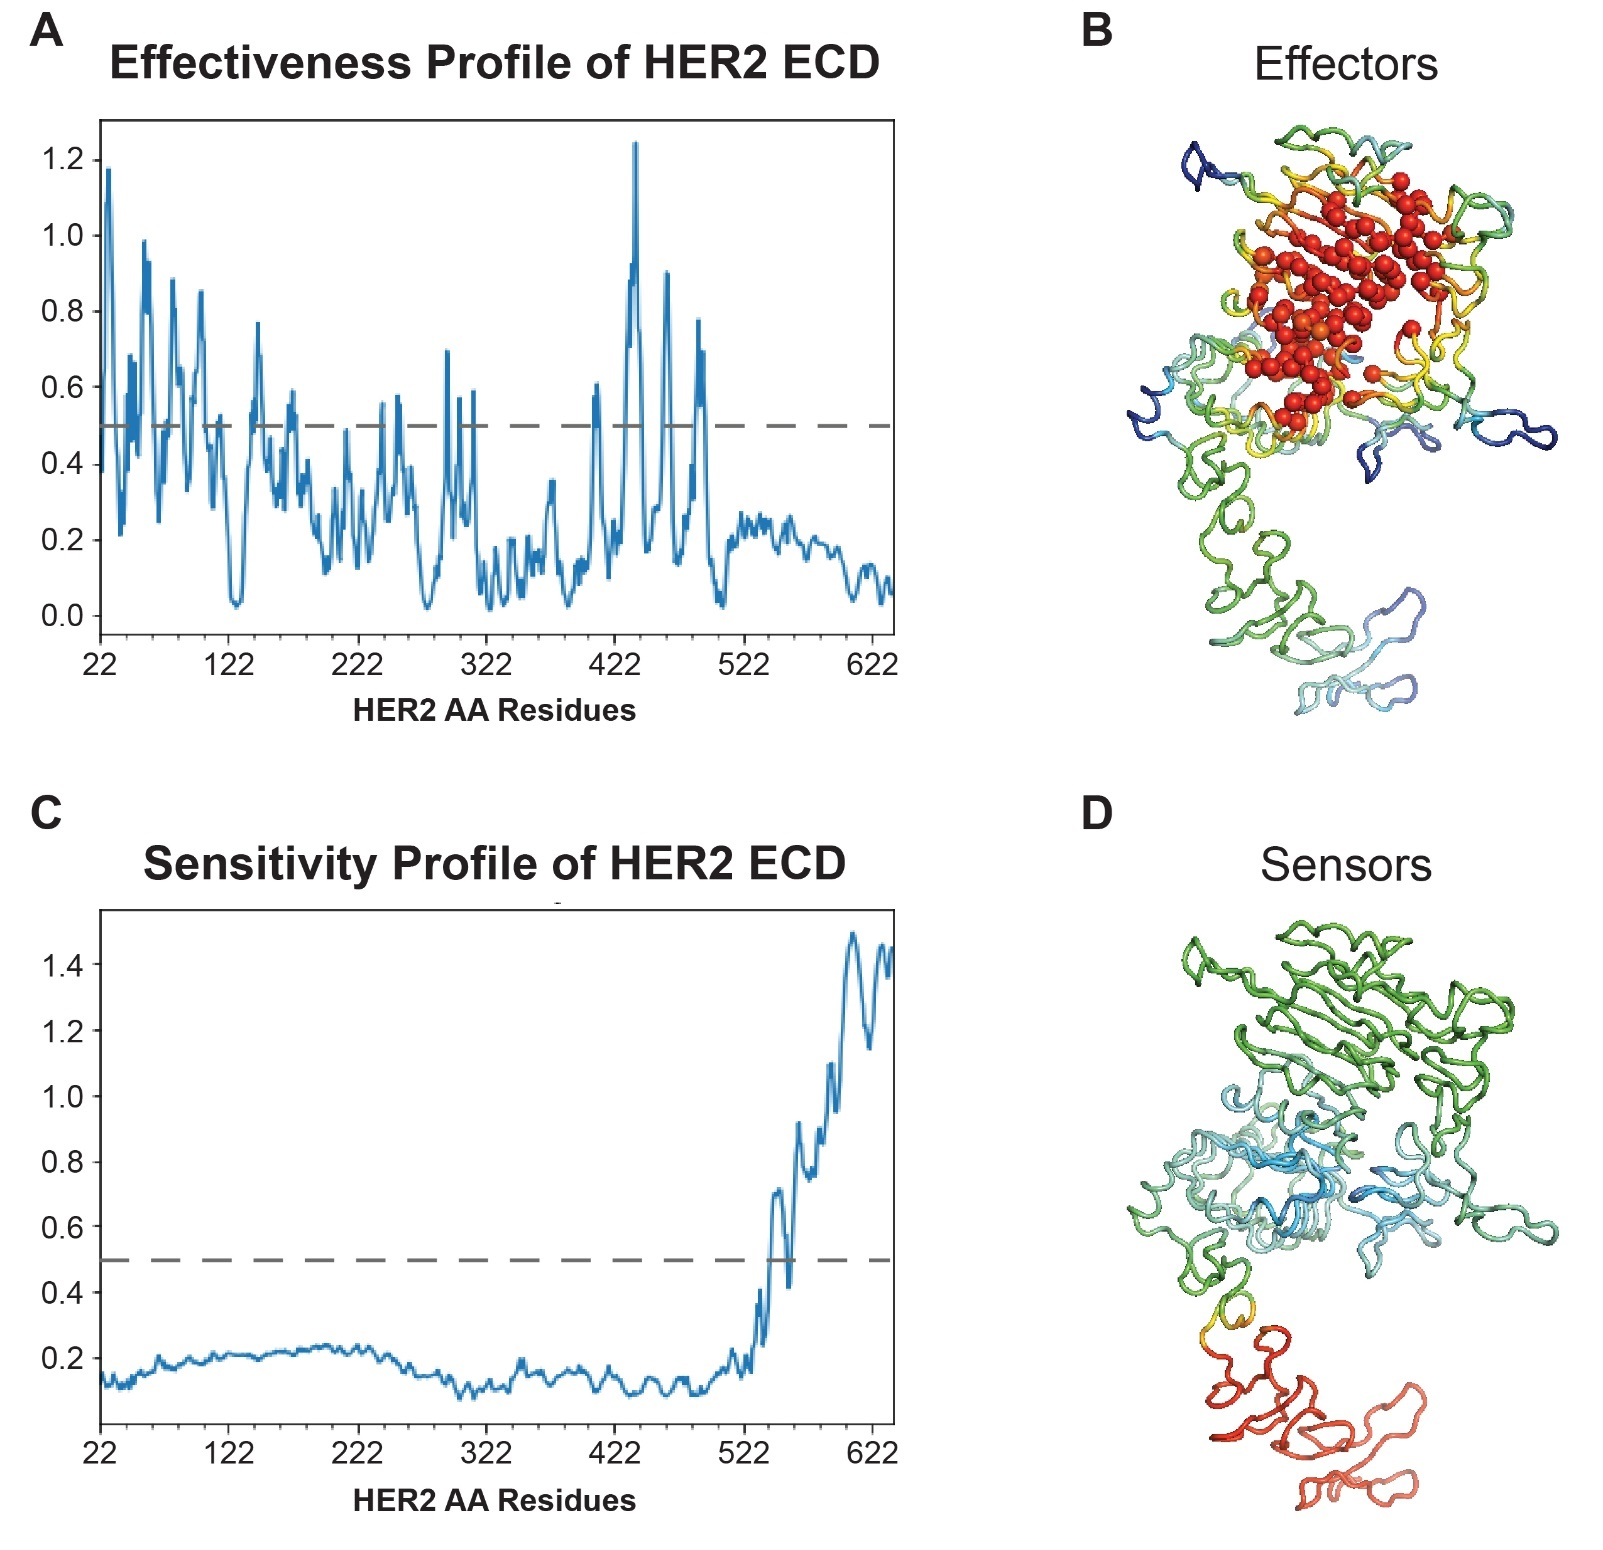 A
Effectiveness Profile of HER2 ECD
1.2
1.0
0.8
0.6
0.4
0.2
0.0
22 122 222 322 422 522 622
HER2 AA Residues
B
Effectors
C
Sensitivity Profile of HER2 ECD
1.4
1.2
1.0
0.8
0.6
0.4
0.2
22 122 222 322 422 522 622
HER2 AA Residues
D
Sensors